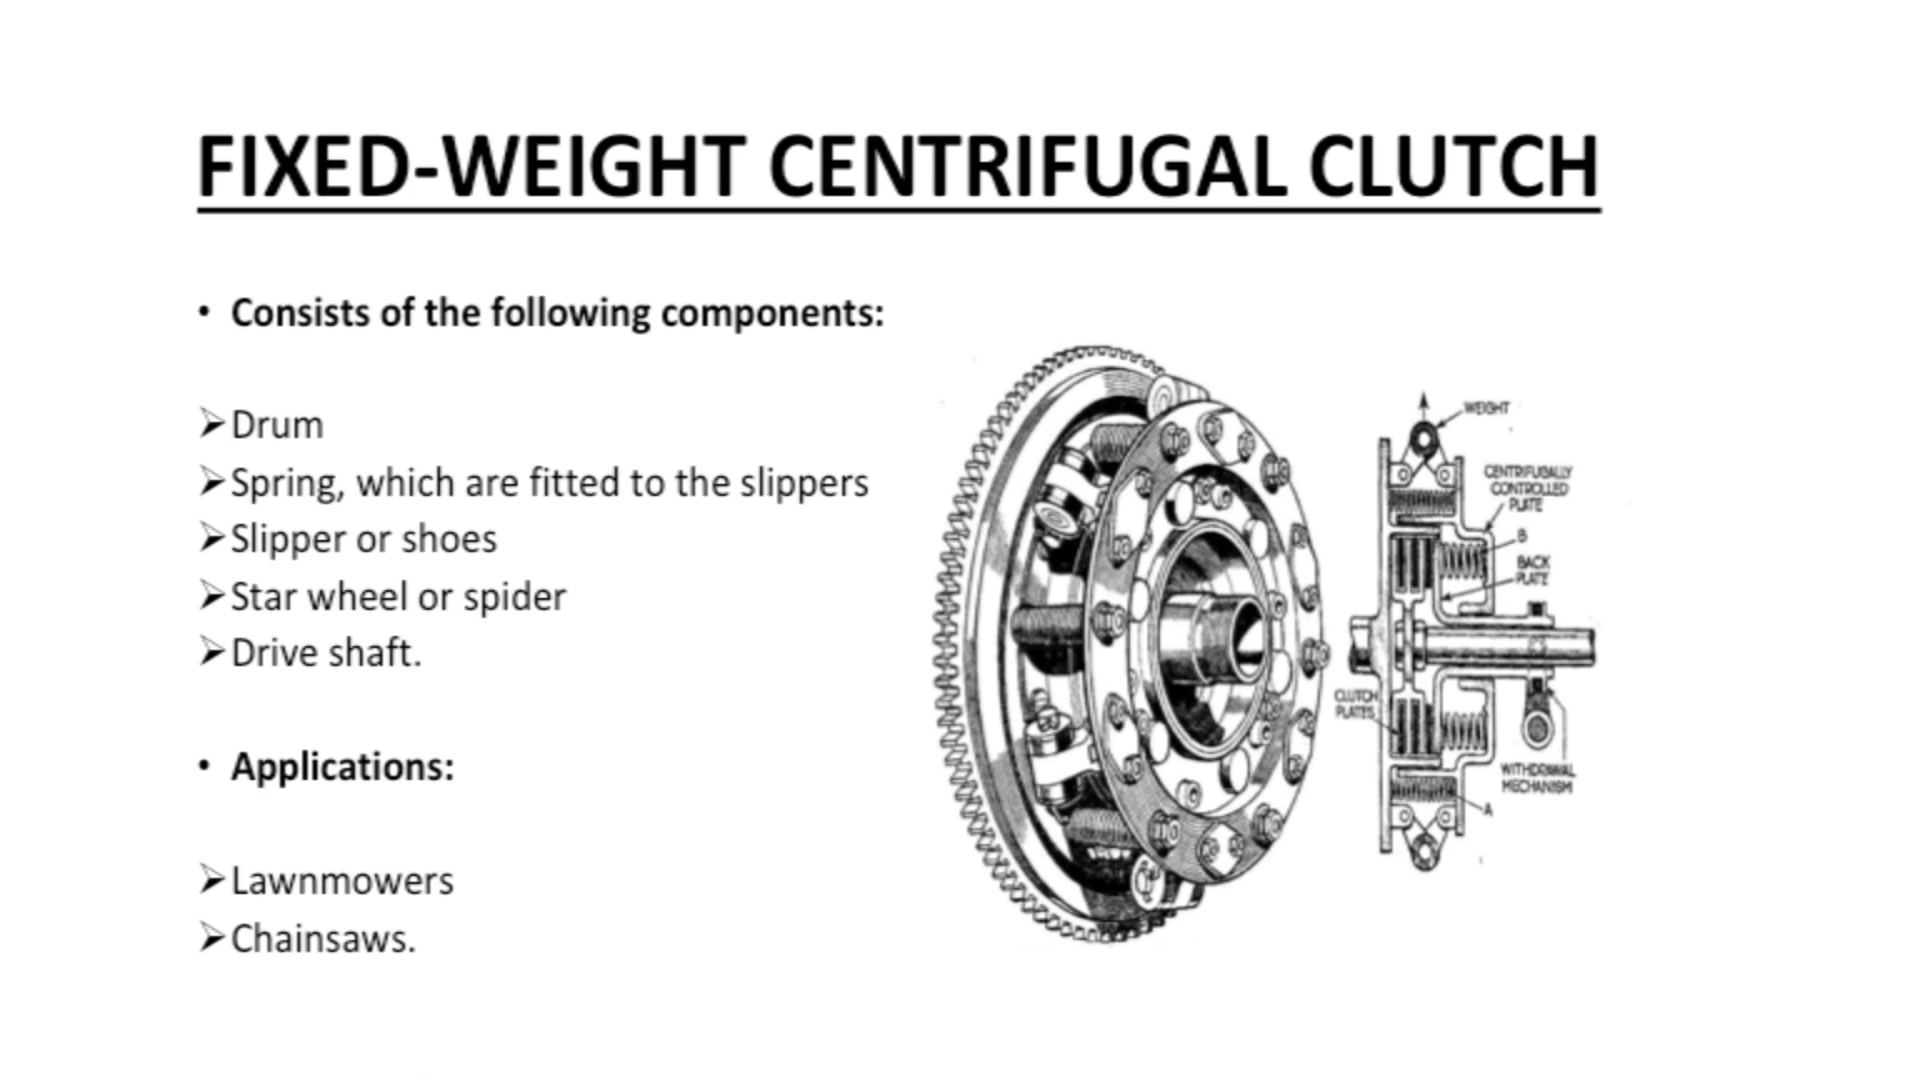 FIXED-WEIGHT CENTRIFUGAL CLUTCH
• Consists of the following components:
➢Drum
➢Spring, which are fitted to the slippers
➢Slipper or shoes
➢Star wheel or spider
➢Drive shaft.
• Applications:
➢Lawnmowers
➢Chainsaws.
WEIGHT
CENTRIFUGALLY
CONTROLLED
PLATE
B
BACK
PLATE
CLUTCH
PLATES
WITHDRAWAL
MECHANISM
A